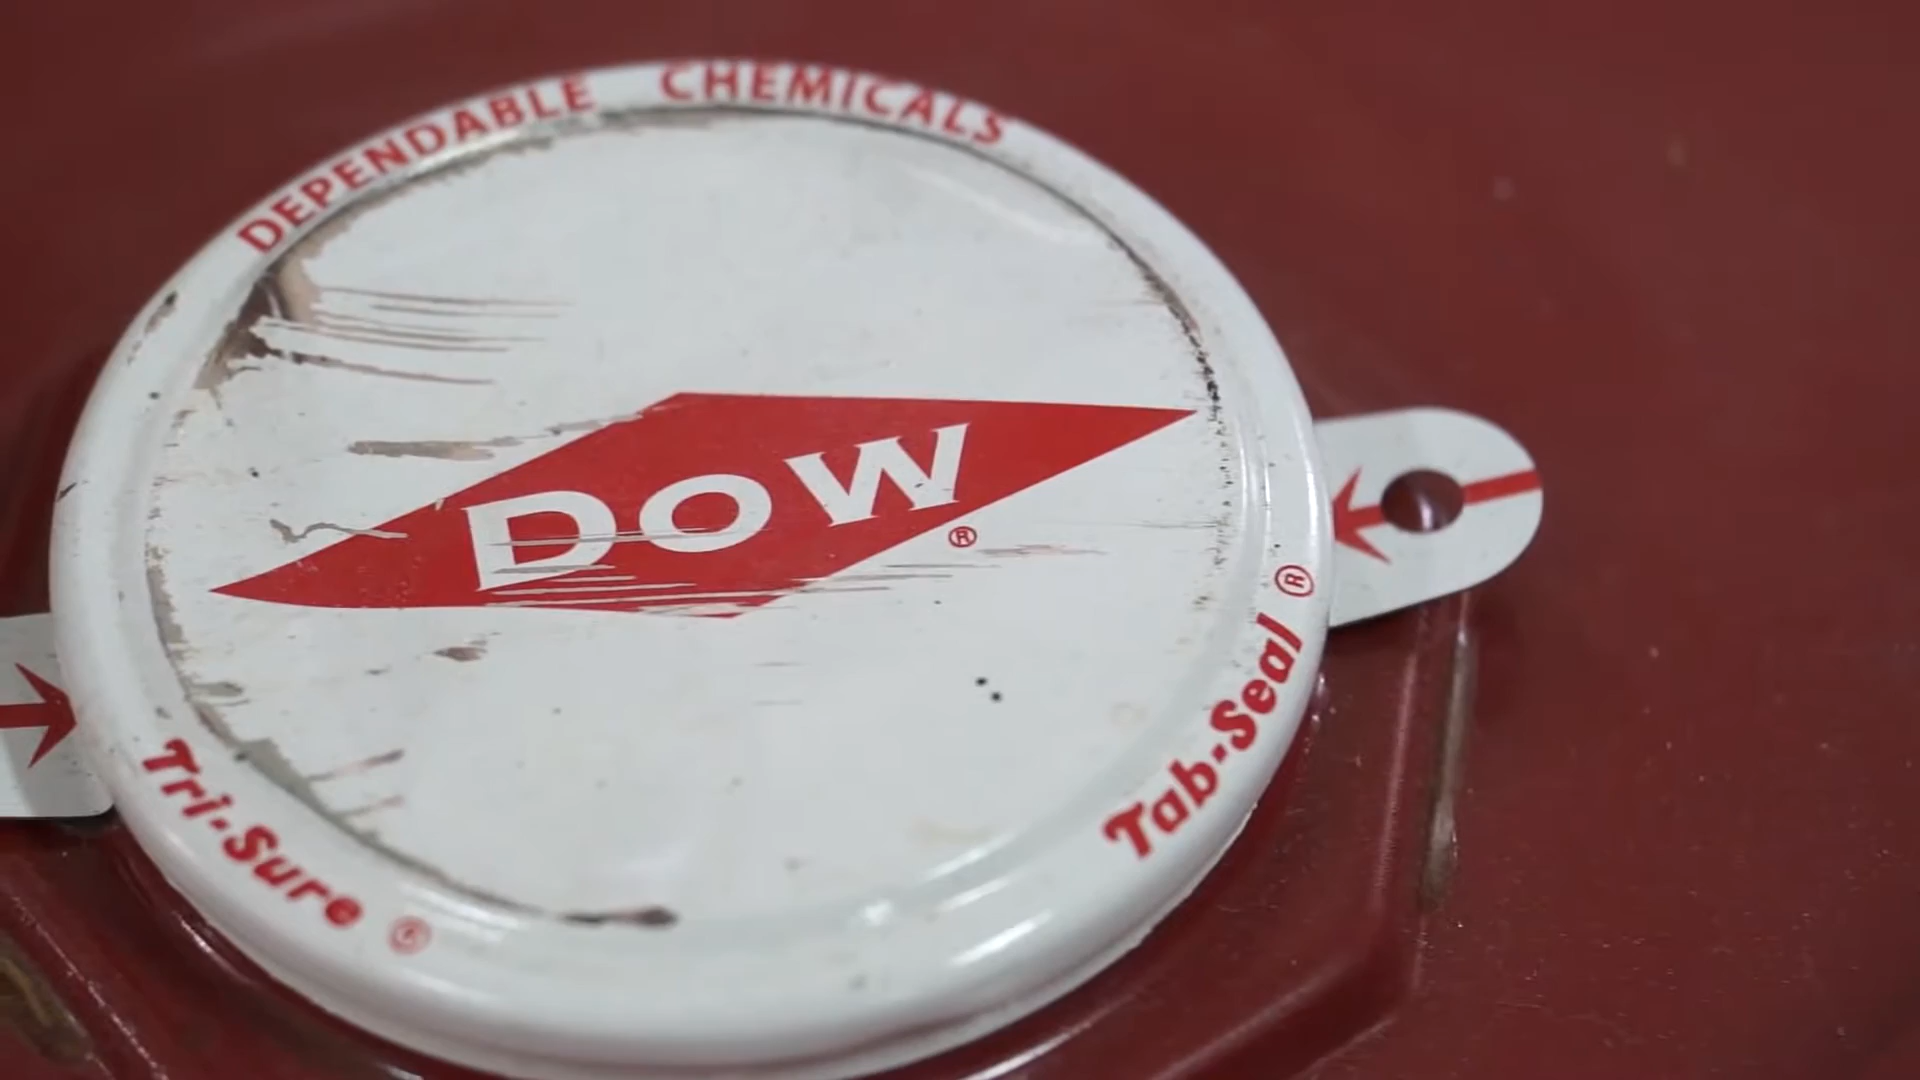 DEPENDABLE CHEMICALS
DOW ®
Tri-Sure ®
Tab-Seal ®